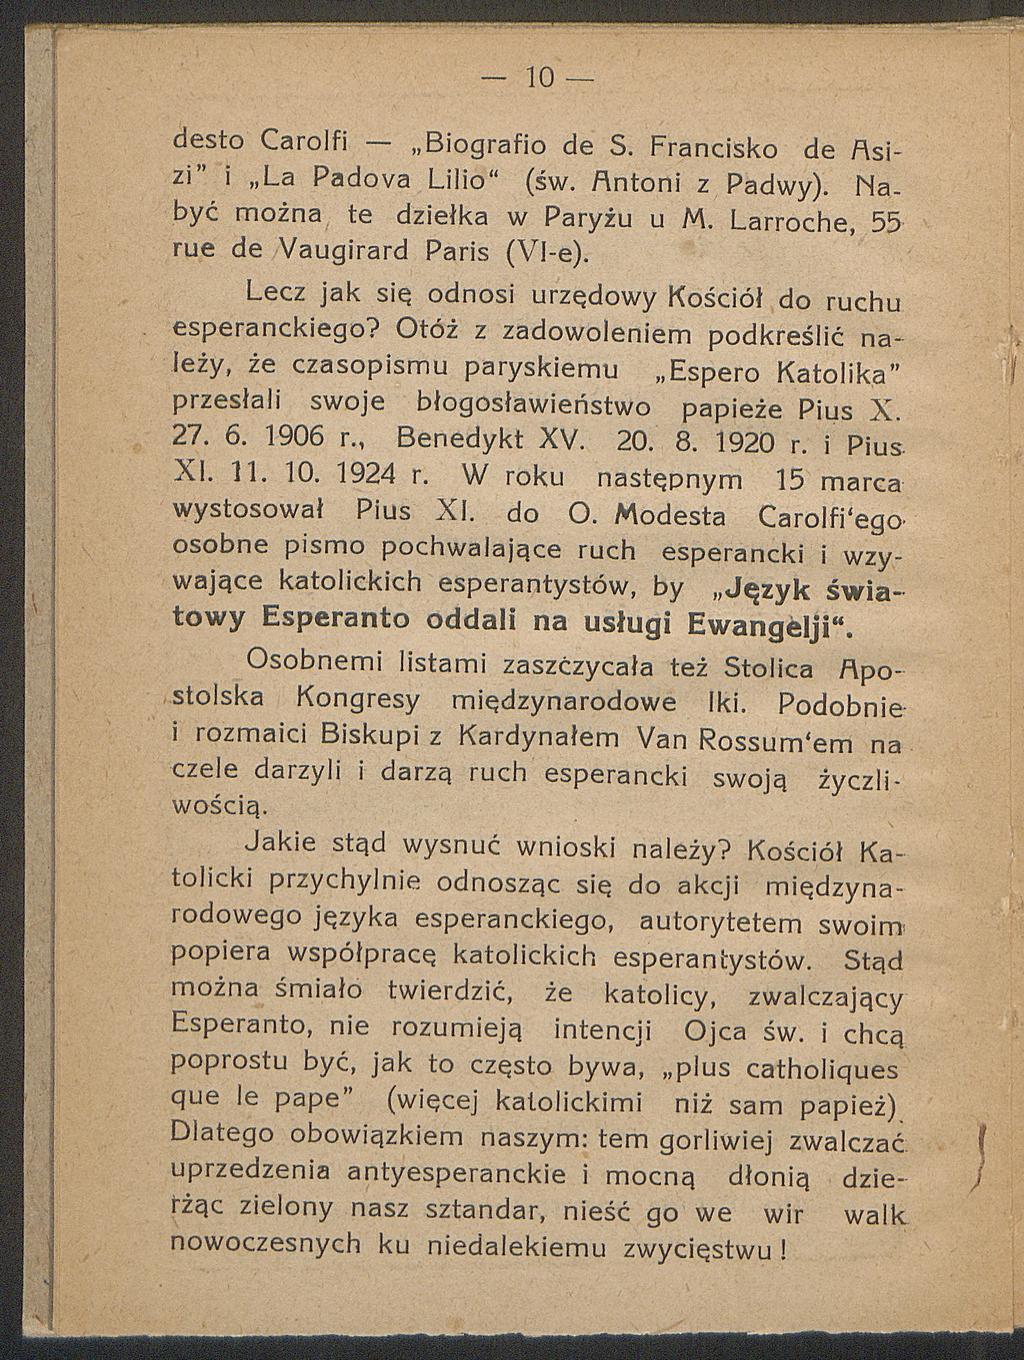 — 10 —
desto Carolfi — „Biografio de S. Francisko de Asi-
zi” i „La Padova Lilio“ (św. Antoni z Padwy). Na-
być można te dziełka w Paryżu u M. Larroche, 55
rue de Vaugirard Paris (VI-e).
Lecz jak się odnosi urzędowy Kościół do ruchu
esperanckiego? Otóż z zadowoleniem podkreślić na-
leży, że czasopismu paryskiemu „Espero Katolika”
przesłali swoje błogosławieństwo papieże Pius X.
27. 6. 1906 r., Benedykt XV. 20. 8. 1920 r. i Pius
XI. 11. 10. 1924 r. W roku następnym 15 marca
wystosował Pius XI. do O. Modesta Carolfi‘ego
osobne pismo pochwalające ruch esperancki i wzy-
wające katolickich esperantystów, by „Język świa-
towy Esperanto oddali na usługi Ewangelji“.
Osobnemi listami zaszczycała też Stolica Apo-
stolska Kongresy międzynarodowe Iki. Podobnie
i rozmaici Biskupi z Kardynałem Van Rossum‘em na
czele darzyli i darzą ruch esperancki swoją życzli-
wością.
Jakie stąd wysnuć wnioski należy? Kościół Ka-
tolicki przychylnie odnosząc się do akcji międzyna-
rodowego języka esperanckiego, autorytetem swoim
popiera współpracę katolickich esperantystów. Stąd
można śmiało twierdzić, że katolicy, zwalczający
Esperanto, nie rozumieją intencji Ojca św. i chcą
poprostu być, jak to często bywa, „plus catholiques
que le pape” (więcej katolickimi niż sam papież).
Dlatego obowiązkiem naszym: tem gorliwiej zwalczać
uprzedzenia antyesperanckie i mocną dłonią dzie-
rżąc zielony nasz sztandar, nieść go we wir walk
nowoczesnych ku niedalekiemu zwycięstwu !